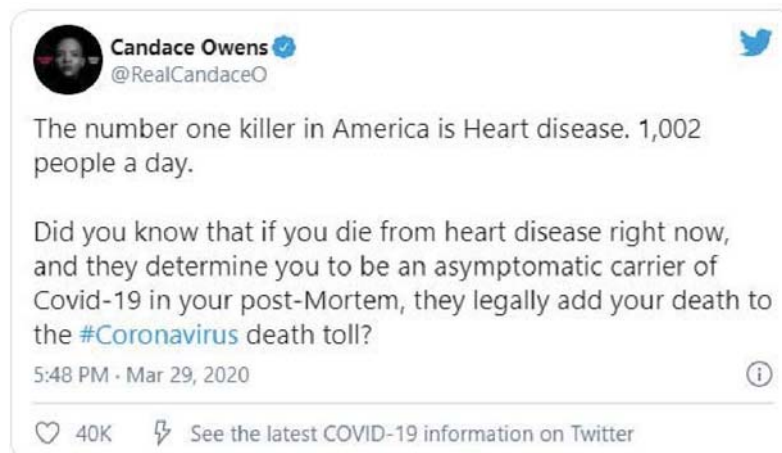 Candace Owens
@RealCandaceO
The number one killer in America is Heart disease. 1,002
people a day.
Did you know that if you die from heart disease right now,
and they determine you to be an asymptomatic carrier of
Covid-19 in your post-Mortem, they legally add your death to
the #Coronavirus death toll?
5:48 PM · Mar 29, 2020
40K See the latest COVID-19 information on Twitter